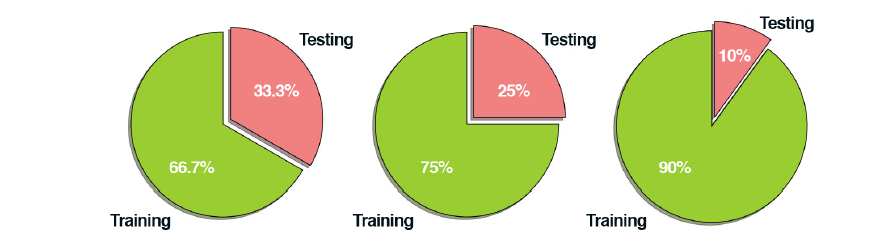 Testing
33.3%
66.7%
Training
Testing
25%
75%
Training
Testing
10%
90%
Training